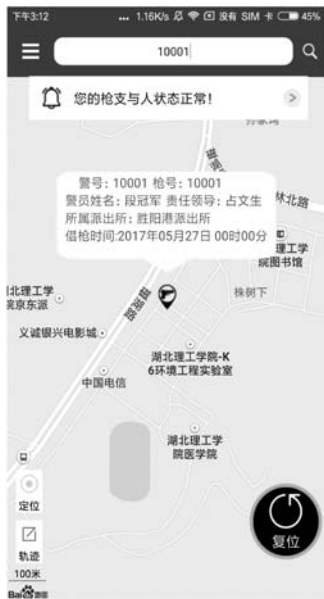 下午3:12
... 1.16K/s 没有 SIM 卡 45%
10001
您的枪支与人状态正常！
警号：10001 枪号：10001
警员姓名：段冠军 责任领导：占文生
所属派出所：胜阳港派出所
借枪时间:2017年05月27日 00时00分
林北路
理工学
院图书馆
株树下
磁湖路
北理工学
院京东派
义诚银兴电影城
湖北理工学院-K
6环境工程实验室
中国电信
湖北理工学
院医学院
定位
轨迹
100米
复位
Bai